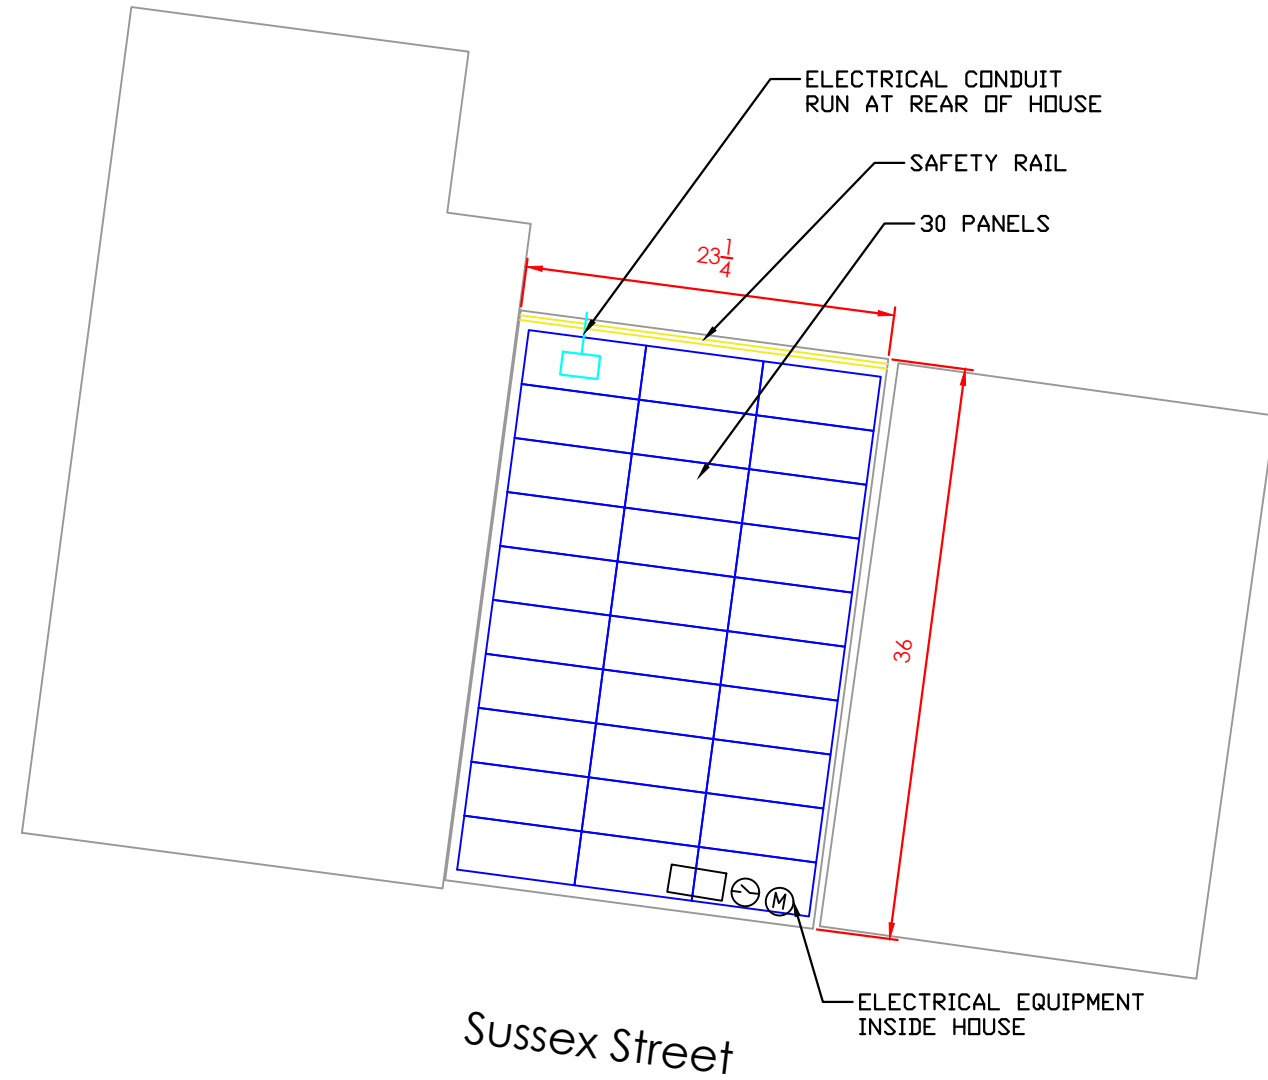 ELECTRICAL CONDUIT
RUN AT REAR OF HOUSE
SAFETY RAIL
30 PANELS
23 1/4
36
M
ELECTRICAL EQUIPMENT
INSIDE HOUSE
Sussex Street